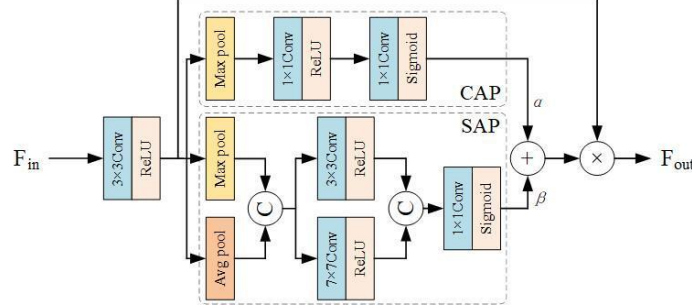 Max pool
1×1Conv
ReLU
1×1Conv
Sigmoid
CAP
α
SAP
F_in
3×3Conv
ReLU
Max pool
C
3×3Conv
ReLU
C
1×1Conv
Sigmoid
+
×
F_out
β
Avg pool
7×7Conv
ReLU